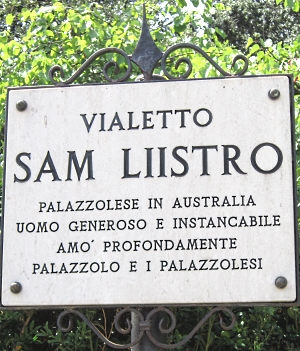 VIALETTO
SAM LIISTRO
PALAZZOLESE IN AUSTRALIA
UOMO GENEROSO E INSTANCABILE
AMO' PROFONDAMENTE
PALAZZOLO E I PALAZZOLESI